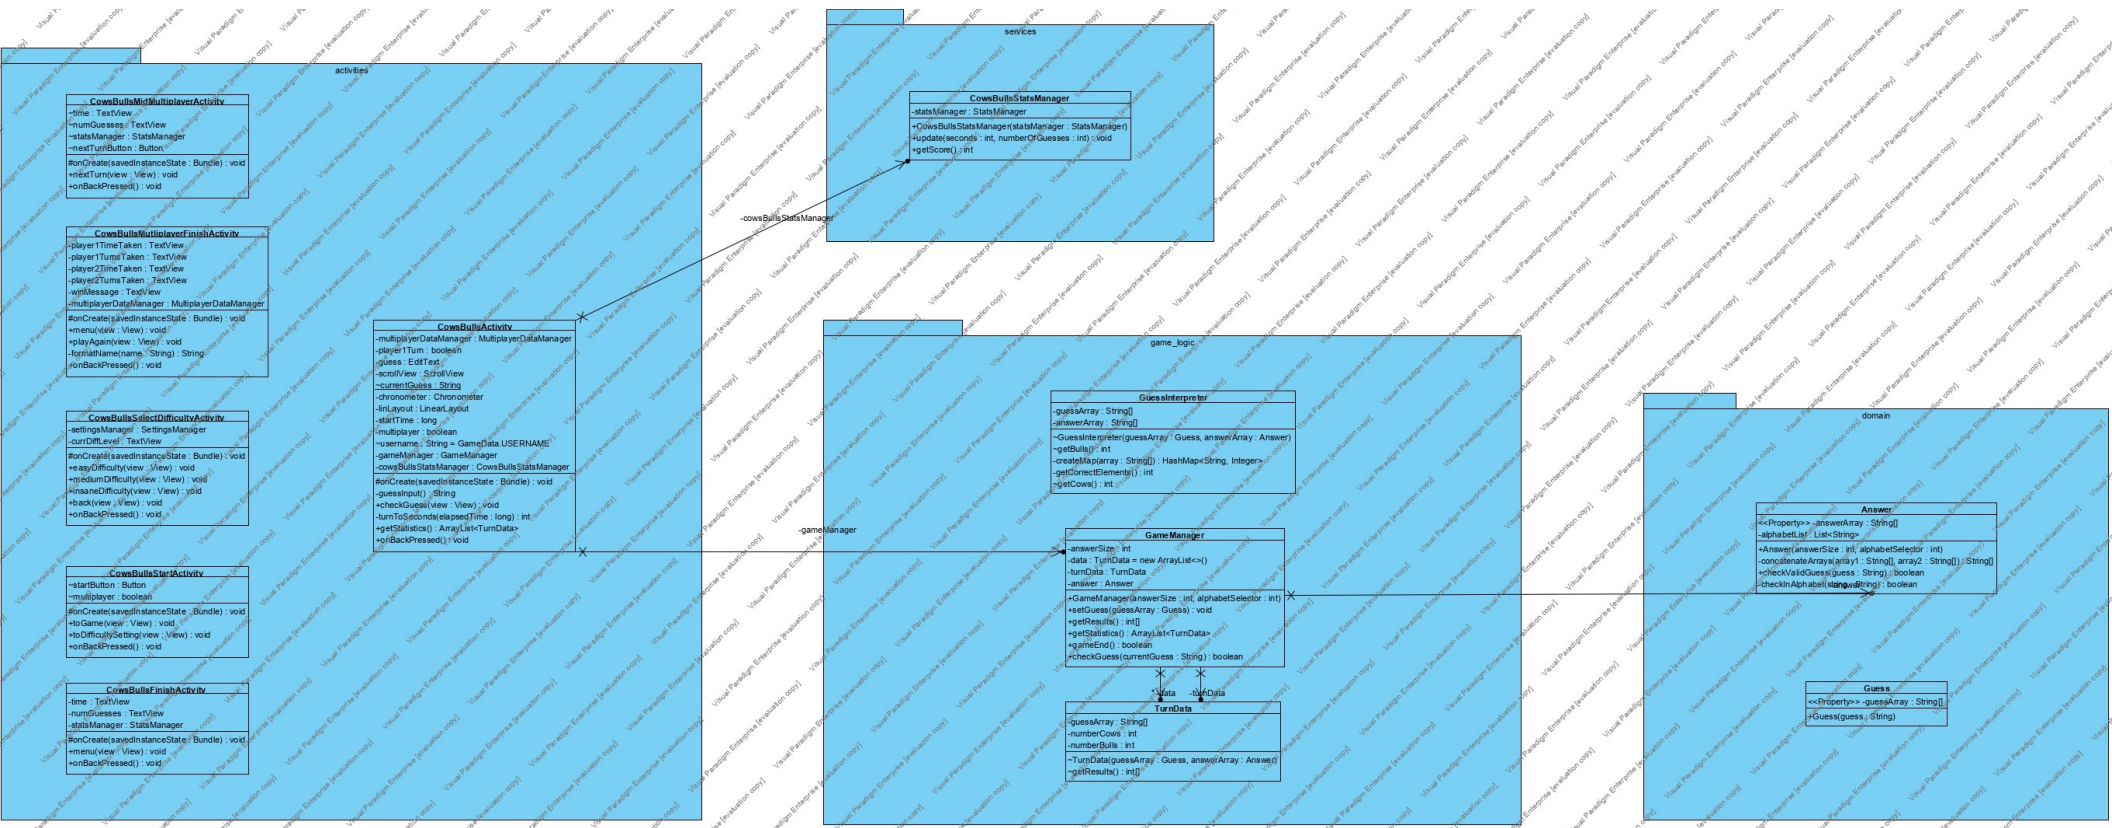 activities
CowsBullsMidMultiplayerActivity
~time : TextView
~numGuesses : TextView
~statsManager : StatsManager
~nextTurnButton : Button
#onCreate(savedInstanceState : Bundle) : void
+nextTurn(view : View) : void
+onBackPressed() : void
CowsBullsMutliplayerFinishActivity
-player1TimeTaken : TextView
-player1TurnsTaken : TextView
-player2TimeTaken : TextView
-player2TurnsTaken : TextView
-winMessage : TextView
-multiplayerDataManager : MultiplayerDataManager
#onCreate(savedInstanceState : Bundle) : void
+menu(view : View) : void
+playAgain(view : View) : void
-formatName(name : String) : String
+onBackPressed() : void
CowsBullsSelectDifficultyActivity
-settingsManager : SettingsManager
-currDiffLevel : TextView
#onCreate(savedInstanceState : Bundle) : void
+easyDifficulty(view : View) : void
+mediumDifficulty(view : View) : void
+insaneDifficulty(view : View) : void
+back(view : View) : void
+onBackPressed() : void
CowsBullsStartActivity
~startButton : Button
~multiplayer : boolean
#onCreate(savedInstanceState : Bundle) : void
+toGame(view : View) : void
+toDifficultySetting(view : View) : void
+onBackPressed() : void
CowsBullsFinishActivity
-time : TextView
-numGuesses : TextView
-statsManager : StatsManager
#onCreate(savedInstanceState : Bundle) : void
+menu(view : View) : void
+onBackPressed() : void
CowsBullsActivity
-multiplayerDataManager : MultiplayerDataManager
-player1Turn : boolean
-guess : EditText
-scrollView : ScrollView
~currentGuess : String
-chronometer : Chronometer
-linLayout : LinearLayout
-startTime : long
-multiplayer : boolean
~username : String = GameData.USERNAME
-gameManager : GameManager
-cowsBullsStatsManager : CowsBullsStatsManager
#onCreate(savedInstanceState : Bundle) : void
-guessInput() : String
+checkGuess(view : View) : void
-turnToSeconds(elapsedTime : long) : int
+getStatistics() : ArrayList<TurnData>
+onBackPressed() : void
-cowsBullsStatsManager
-gameManager
services
CowsBullsStatsManager
-statsManager : StatsManager
+CowsBullsStatsManager(statsManager : StatsManager)
+update(seconds : int, numberOfGuesses : int) : void
+getScore() : int
game_logic
GuessInterpreter
-guessArray : String[]
-answerArray : String[]
~GuessInterpreter(guessArray : Guess, answerArray : Answer)
~getBulls() : int
-createMap(array : String[]) : HashMap<String, Integer>
-getCorrectElements() : int
~getCows() : int
GameManager
-answerSize : int
-data : TurnData = new ArrayList<>()
-turnData : TurnData
-answer : Answer
+GameManager(answerSize : int, alphabetSelector : int)
+setGuess(guessArray : Guess) : void
+getResults() : int[]
+getStatistics() : ArrayList<TurnData>
+gameEnd() : boolean
+checkGuess(currentGuess : String) : boolean
-data
-turnData
TurnData
-guessArray : String[]
-numberCows : int
-numberBulls : int
~TurnData(guessArray : Guess, answerArray : Answer)
~getResults() : int[]
domain
Answer
<<Property>> -answerArray : String[]
-alphabetList : List<String>
+Answer(answerSize : int, alphabetSelector : int)
-concatenateArrays(array1 : String[], array2 : String[]) : String[]
+checkValidGuess(guess : String) : boolean
-checkInAlphabet(string : String) : boolean
Guess
<<Property>> -guessArray : String[]
+Guess(guess : String)
Visual Paradigm Enterprise [evaluation copy]